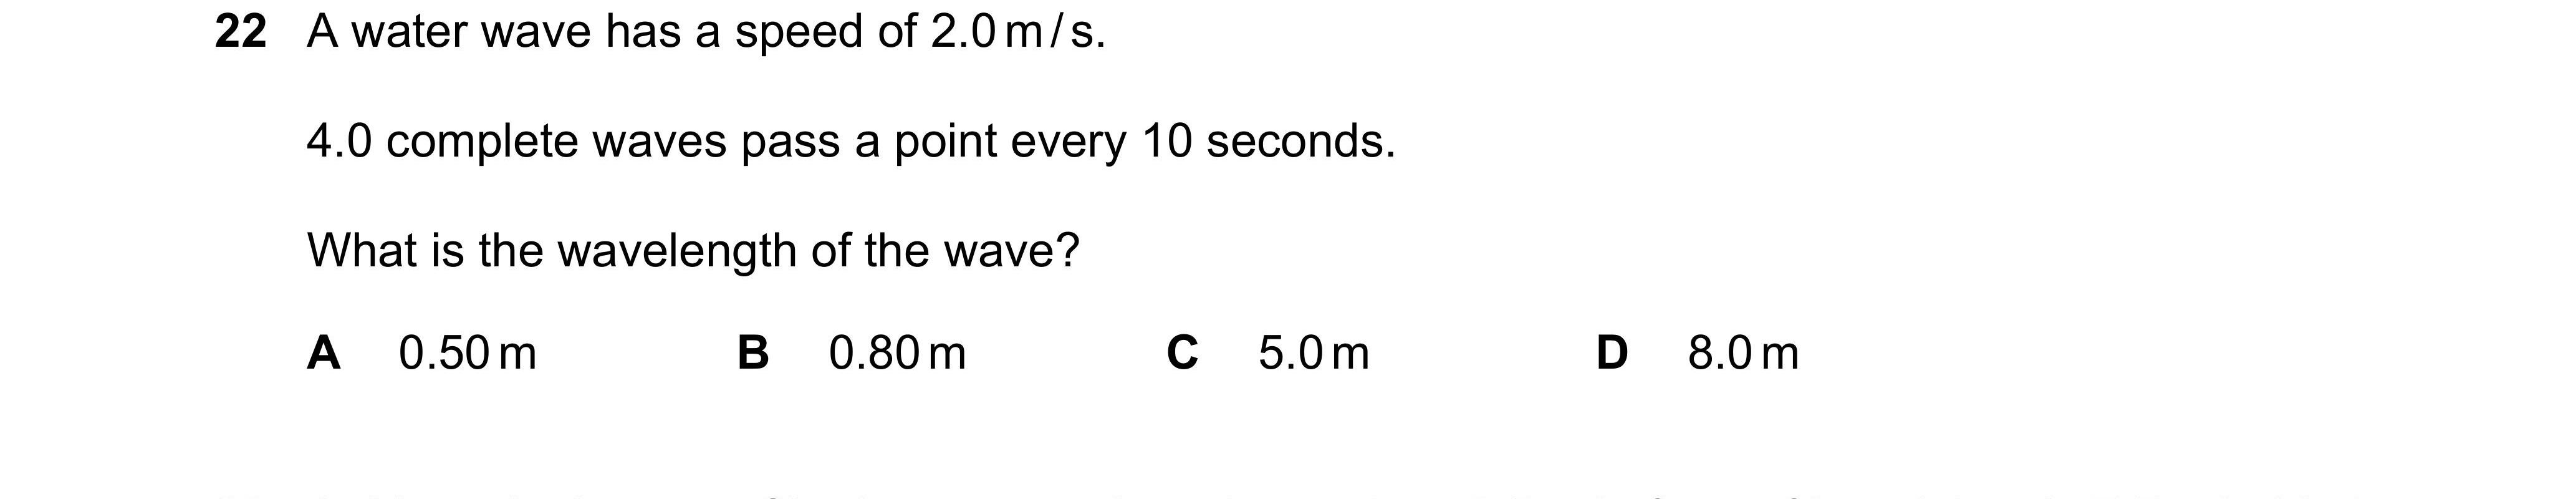 22 A water wave has a speed of 2.0 m/s.
4.0 complete waves pass a point every 10 seconds.
What is the wavelength of the wave?
A 0.50 m B 0.80 m C 5.0 m D 8.0 m